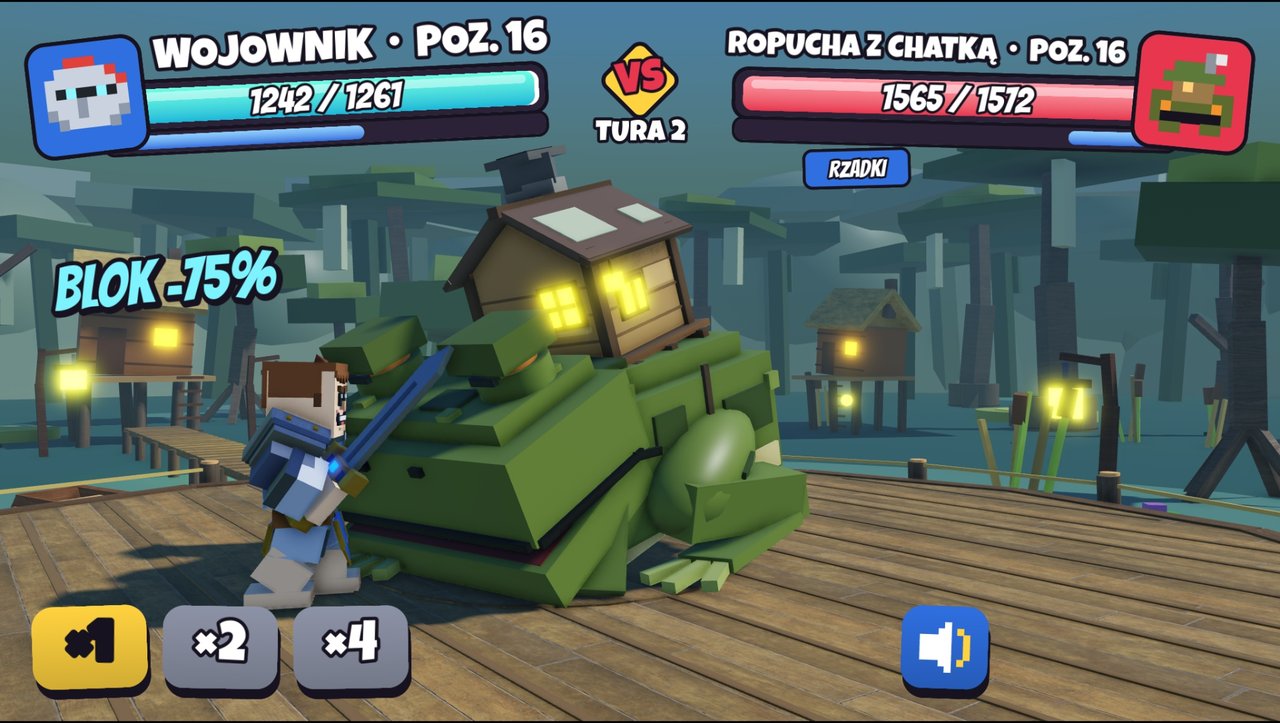 WOJOWNIK • POZ. 16
1242 / 1261
VS
TURA 2
ROPUCHA Z CHATKĄ • POZ. 16
1565 / 1572
RZADKI
BLOK -75%
×1
×2
×4